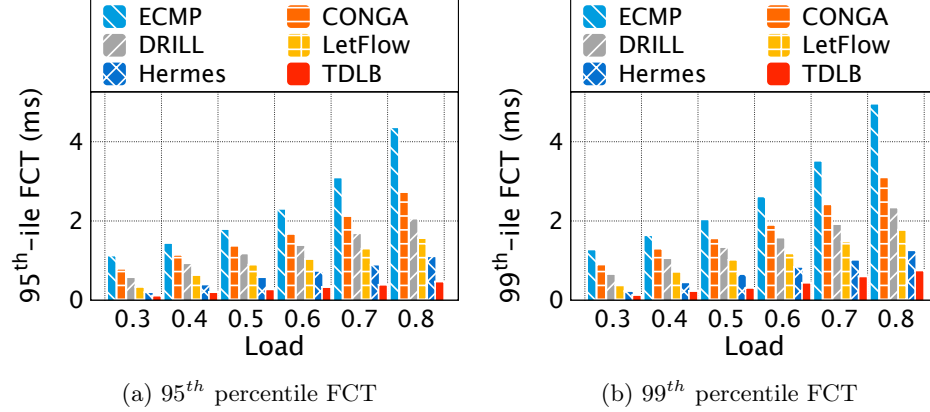 ECMP CONGA
DRILL LetFlow
Hermes TDLB
95th-ile FCT (ms)
4
2
0
0.3 0.4 0.5 0.6 0.7 0.8
Load
(a) 95th percentile FCT
ECMP CONGA
DRILL LetFlow
Hermes TDLB
99th-ile FCT (ms)
4
2
0
0.3 0.4 0.5 0.6 0.7 0.8
Load
(b) 99th percentile FCT